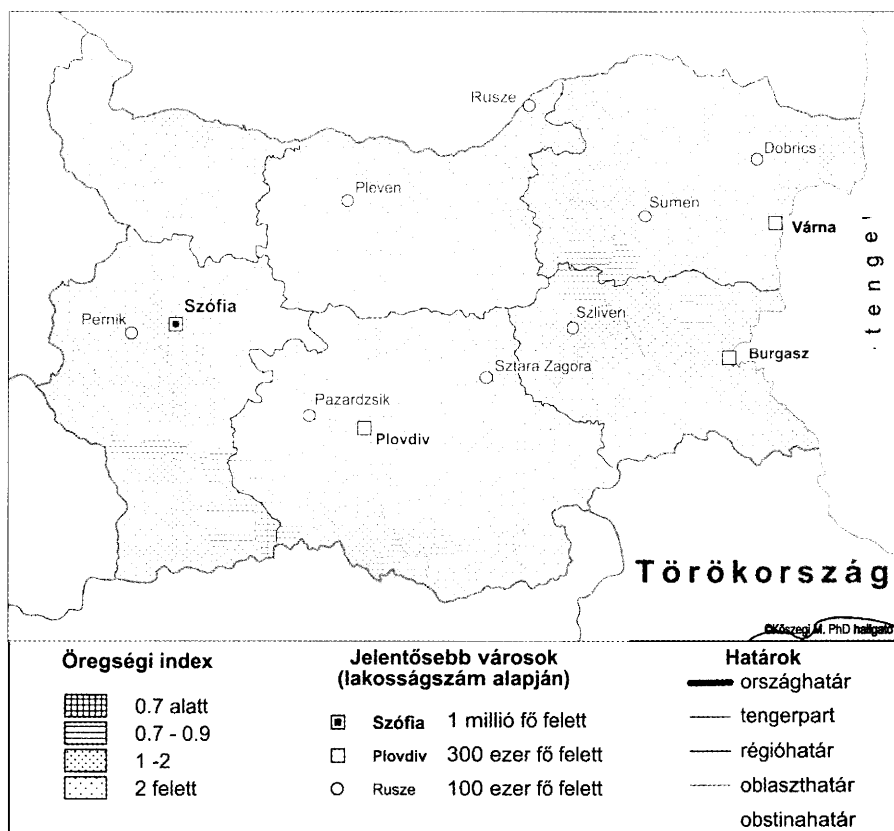 Rusze
Dobrics
Pleven
Sumen
Várna
tenger
Szófia
Pernik
Szliven
Burgasz
Sztara Zagora
Pazardzsik
Plovdiv
Törökország
©Kőszegi M. PhD hallgató
Öregségi index
0.7 alatt
0.7 - 0.9
1 -2
2 felett
Jelentősebb városok
(lakosságszám alapján)
Szófia 1 millió fő felett
Plovdiv 300 ezer fő felett
Rusze 100 ezer fő felett
Határok
országhatár
tengerpart
régióhatár
oblaszthatár
obstinahatár